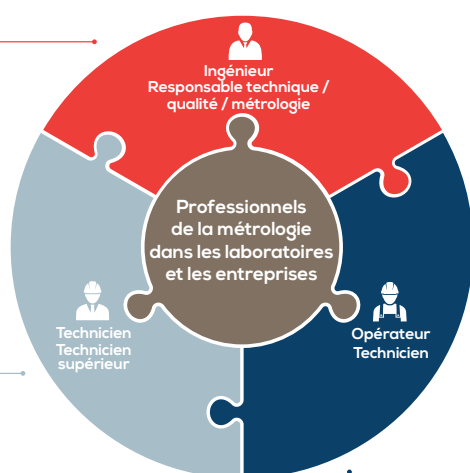 Ingénieur
Responsable technique /
qualité / métrologie
Professionnels
de la métrologie
dans les laboratoires
et les entreprises
Technicien
Technicien
supérieur
Opérateur
Technicien